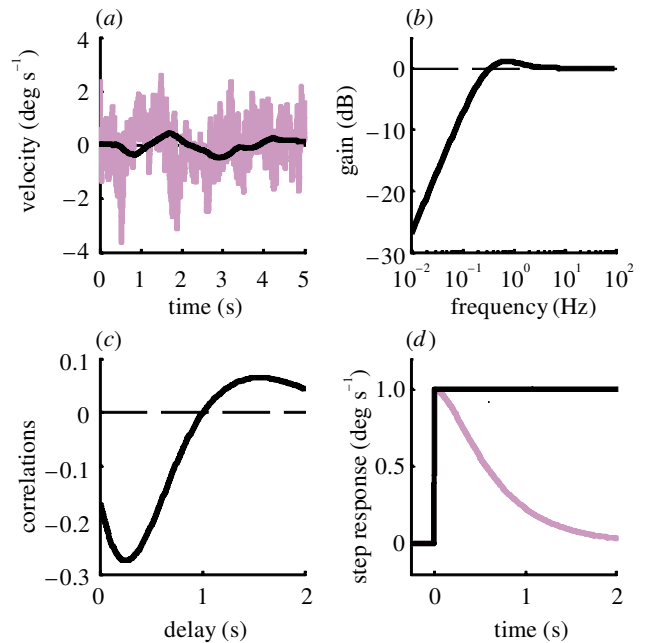 (a)
velocity (deg s⁻¹)
4
2
0
−2
−4
0 1 2 3 4 5
time (s)
(b)
gain (dB)
0
−10
−20
−30
10⁻² 10⁻¹ 10⁰ 10¹ 10²
frequency (Hz)
(c)
correlations
0.1
0
−0.1
−0.2
−0.3
0 1 2
delay (s)
(d)
step response (deg s⁻¹)
1.0
0.5
0
0 1 2
time (s)